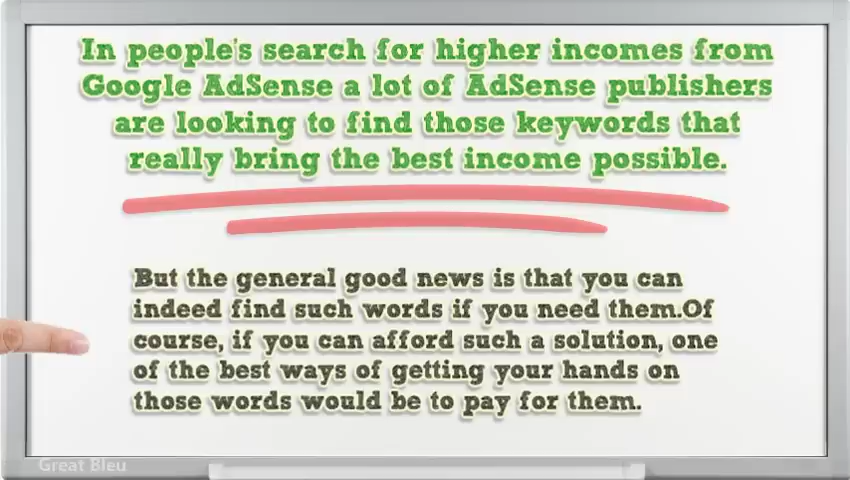 In people's search for higher incomes from
Google AdSense a lot of AdSense publishers
are looking to find those keywords that
really bring the best income possible.
But the general good news is that you can
indeed find such words if you need them.Of
course, if you can afford such a solution, one
of the best ways of getting your hands on
those words would be to pay for them.
Great Bleu